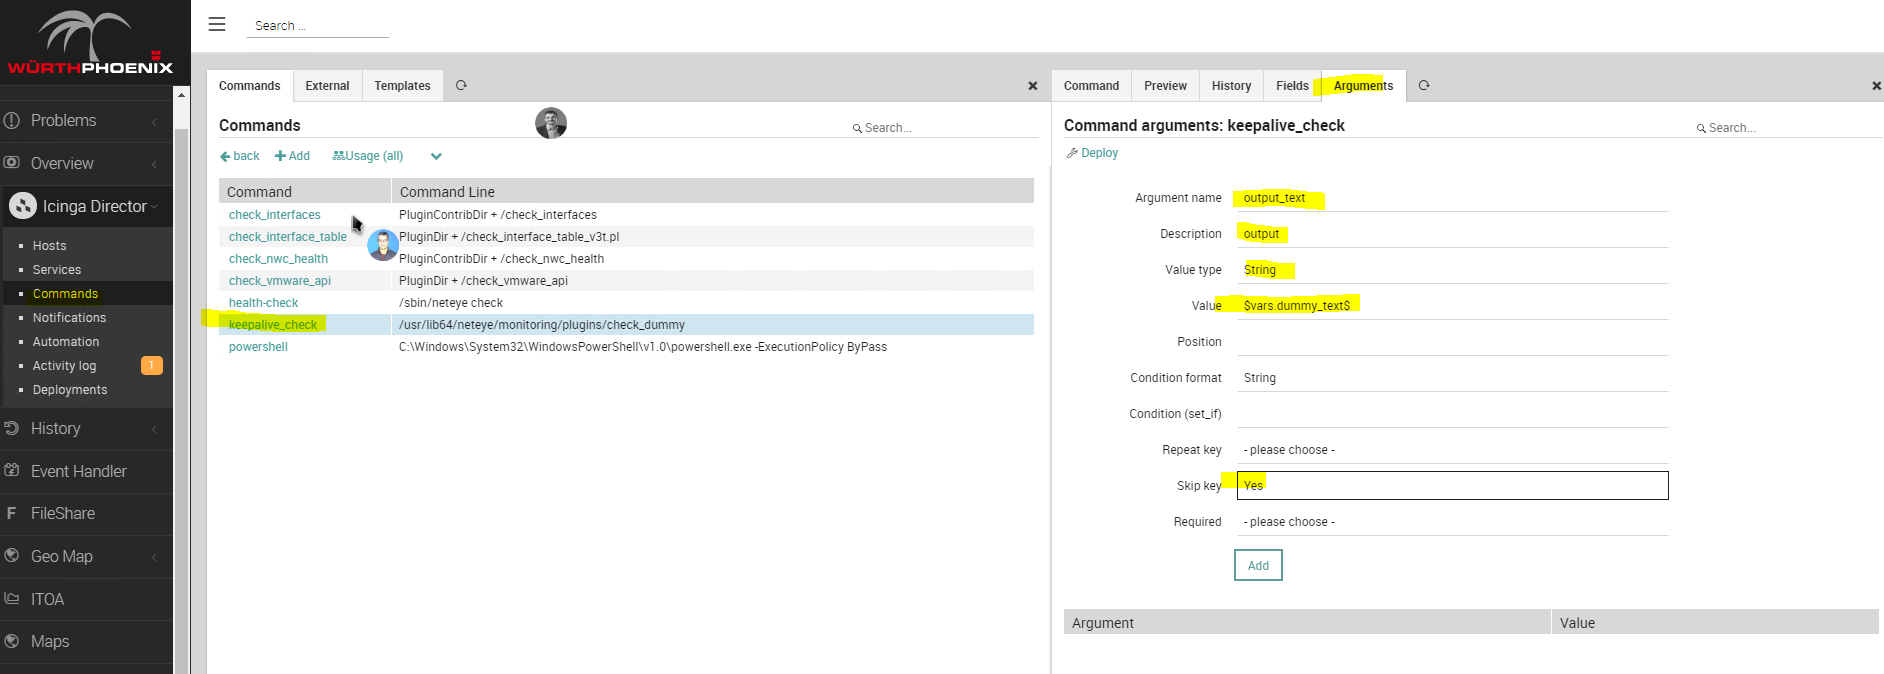 WÜRTHPHOENIX
Problems
Overview
Icinga Director
Hosts
Services
Commands
Notifications
Automation
Activity log 1
Deployments
History
Event Handler
FileShare
Geo Map
ITOA
Maps
Search ...
Commands External Templates
Commands
Search...
back Add Usage (all)
Command Command Line
check_interfaces PluginContribDir + /check_interfaces
check_interface_table PluginDir + /check_interface_table_v3t.pl
check_nwc_health PluginContribDir + /check_nwc_health
check_vmware_api PluginDir + /check_vmware_api
health-check /sbin/neteye check
keepalive_check /usr/lib64/neteye/monitoring/plugins/check_dummy
powershell C:\Windows\System32\WindowsPowerShell\v1.0\powershell.exe -ExecutionPolicy ByPass
Command Preview History Fields Arguments
Command arguments: keepalive_check
Search...
Deploy
Argument name output_text
Description output
Value type String
Value $vars.dummy_text$
Position
Condition format String
Condition (set_if)
Repeat key - please choose -
Skip key Yes
Required - please choose -
Add
Argument Value